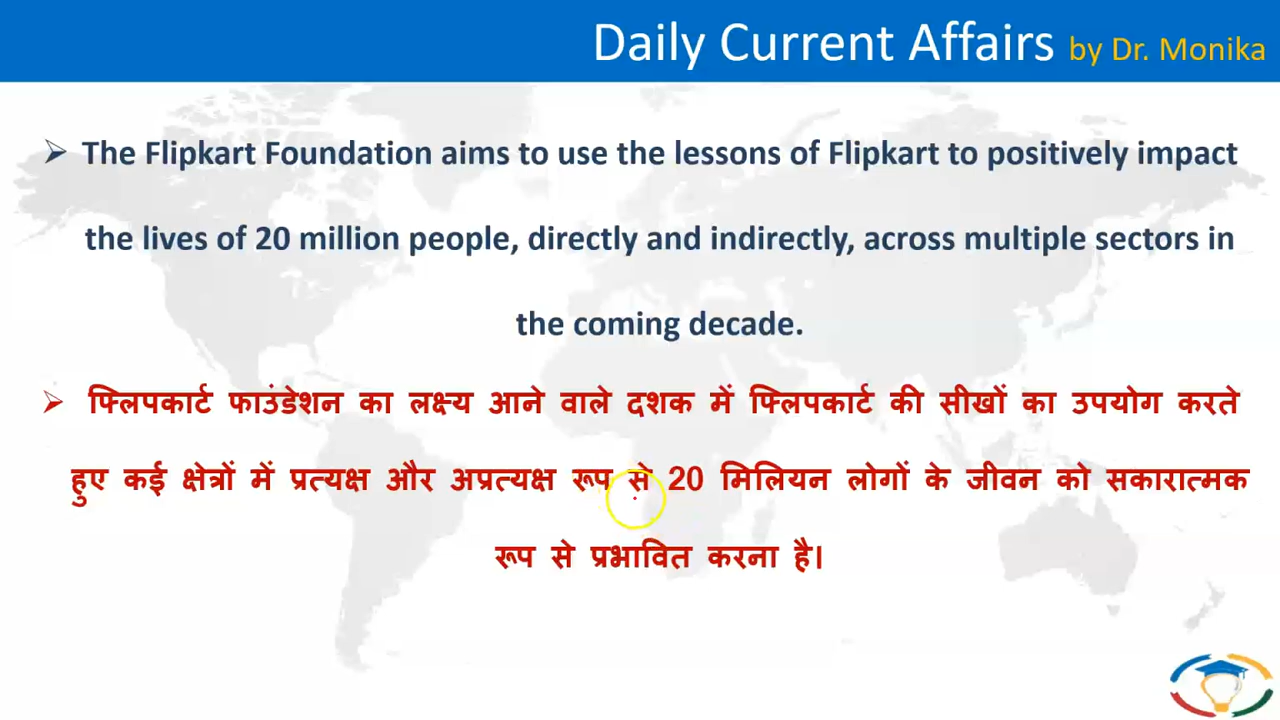 Daily Current Affairs by Dr. Monika
➢ The Flipkart Foundation aims to use the lessons of Flipkart to positively impact
the lives of 20 million people, directly and indirectly, across multiple sectors in
the coming decade.
➢ फ्लिपकार्ट फाउंडेशन का लक्ष्य आने वाले दशक में फ्लिपकार्ट की सीखों का उपयोग करते
हुए कई क्षेत्रों में प्रत्यक्ष और अप्रत्यक्ष रूप से 20 मिलियन लोगों के जीवन को सकारात्मक
रूप से प्रभावित करना है।